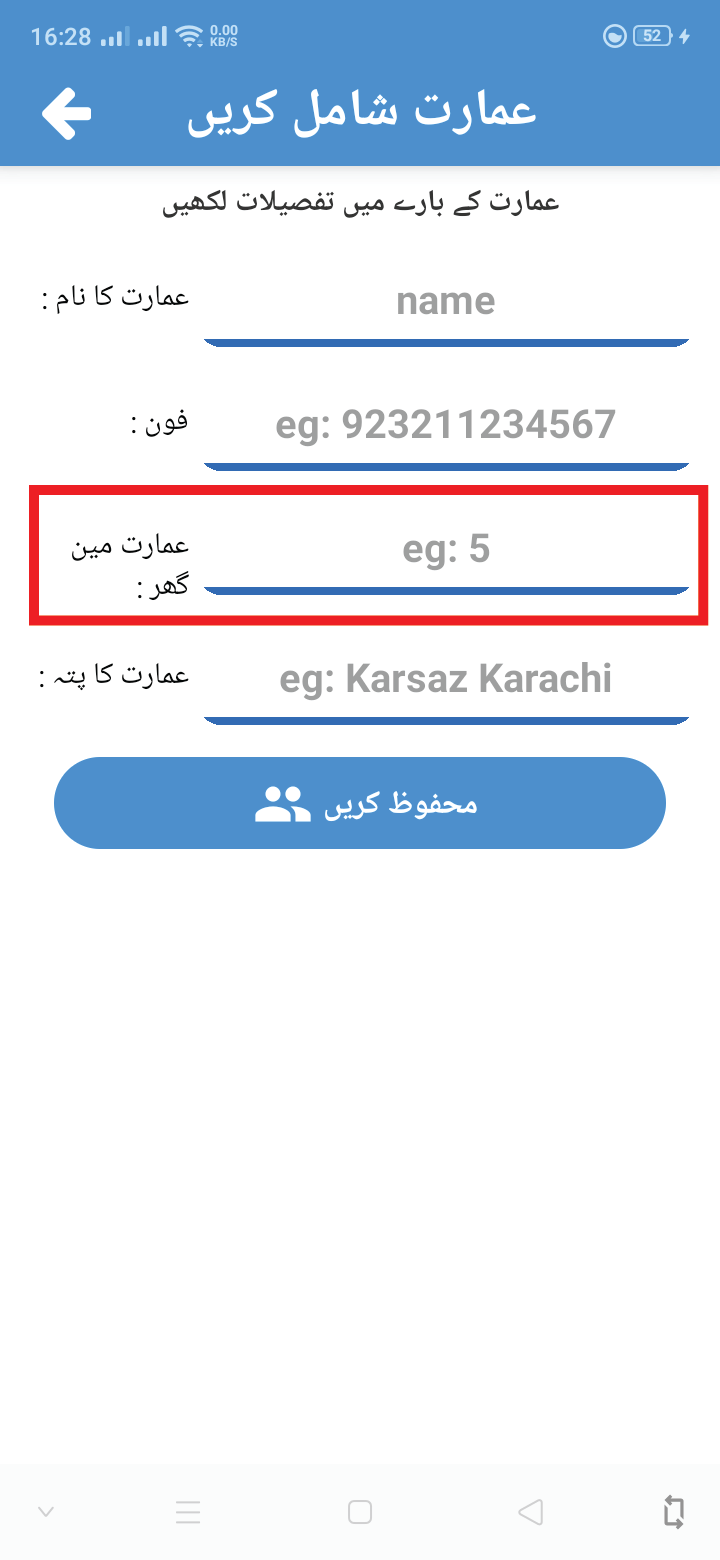 16:28 0.00 KB/S 52
عمارت شامل کریں
عمارت کے بارے میں تفصیلات لکھیں
عمارت کا نام :
name
فون :
eg: 923211234567
عمارت مین
گھر :
eg: 5
عمارت کا پتہ :
eg: Karsaz Karachi
محفوظ کریں